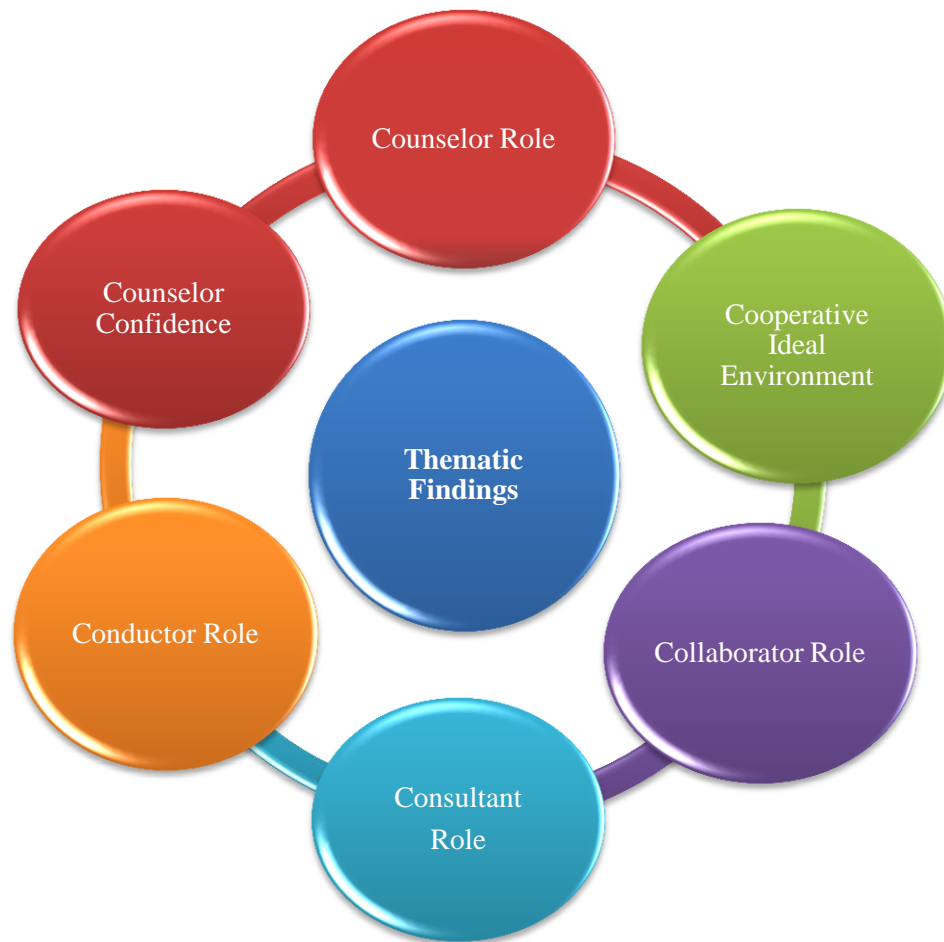 Counselor Role
Counselor
Confidence
Cooperative
Ideal
Environment
Thematic
Findings
Conductor Role
Collaborator Role
Consultant
Role